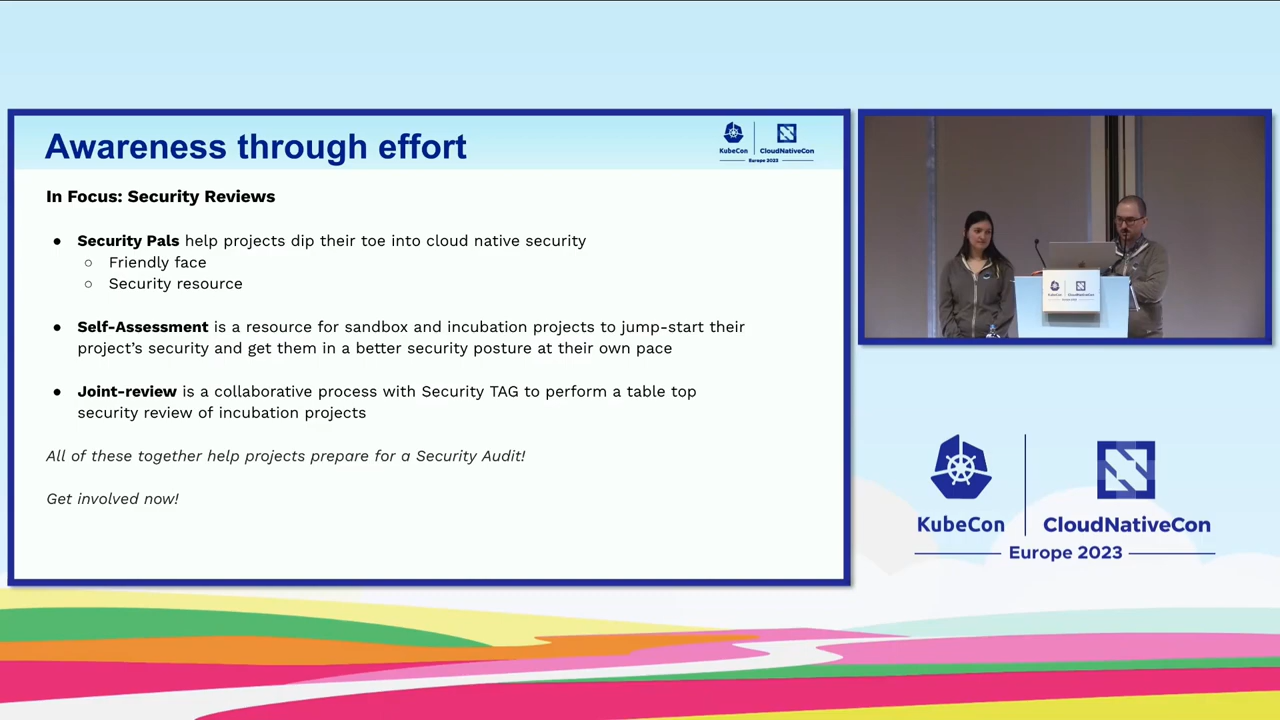 Awareness through effort
KubeCon
CloudNativeCon
Europe 2023
In Focus: Security Reviews
● Security Pals help projects dip their toe into cloud native security
○ Friendly face
○ Security resource
● Self-Assessment is a resource for sandbox and incubation projects to jump-start their
project's security and get them in a better security posture at their own pace
● Joint-review is a collaborative process with Security TAG to perform a table top
security review of incubation projects
All of these together help projects prepare for a Security Audit!
Get involved now!
KubeCon
CloudNativeCon
Europe 2023